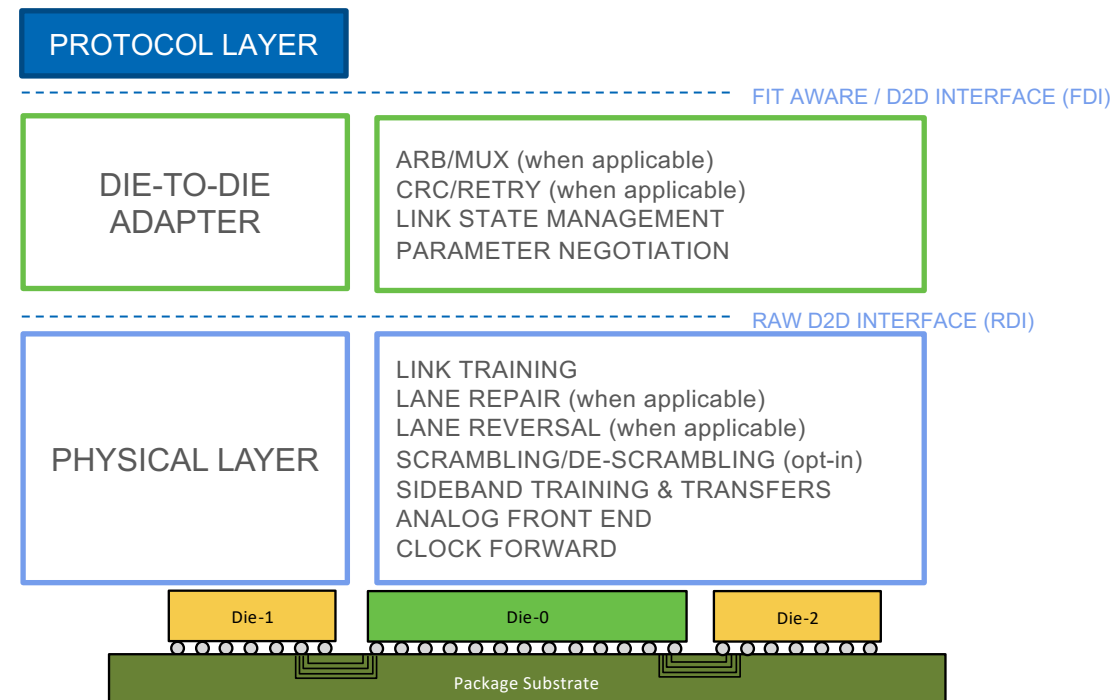 PROTOCOL LAYER
FIT AWARE / D2D INTERFACE (FDI)
DIE-TO-DIE
ADAPTER
ARB/MUX (when applicable)
CRC/RETRY (when applicable)
LINK STATE MANAGEMENT
PARAMETER NEGOTIATION
RAW D2D INTERFACE (RDI)
PHYSICAL LAYER
LINK TRAINING
LANE REPAIR (when applicable)
LANE REVERSAL (when applicable)
SCRAMBLING/DE-SCRAMBLING (opt-in)
SIDEBAND TRAINING & TRANSFERS
ANALOG FRONT END
CLOCK FORWARD
Die-1
Die-0
Die-2
Package Substrate